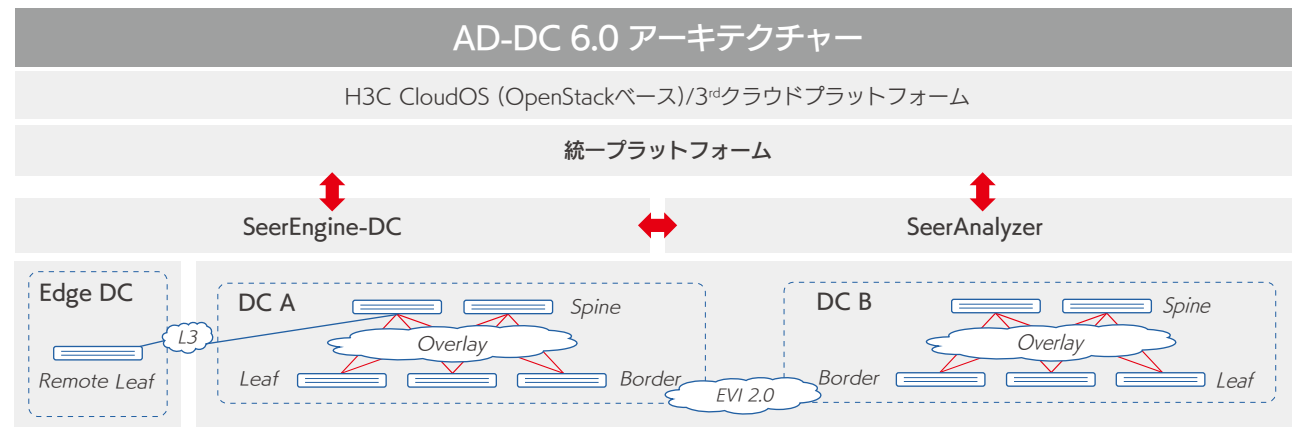 AD-DC 6.0 アーキテクチャー
H3C CloudOS (OpenStackベース)/3rdクラウドプラットフォーム
統一プラットフォーム
SeerEngine-DC
SeerAnalyzer
Edge DC
Remote Leaf
L3
DC A
Spine
Overlay
Leaf
Border
EVI 2.0
DC B
Spine
Overlay
Border
Leaf